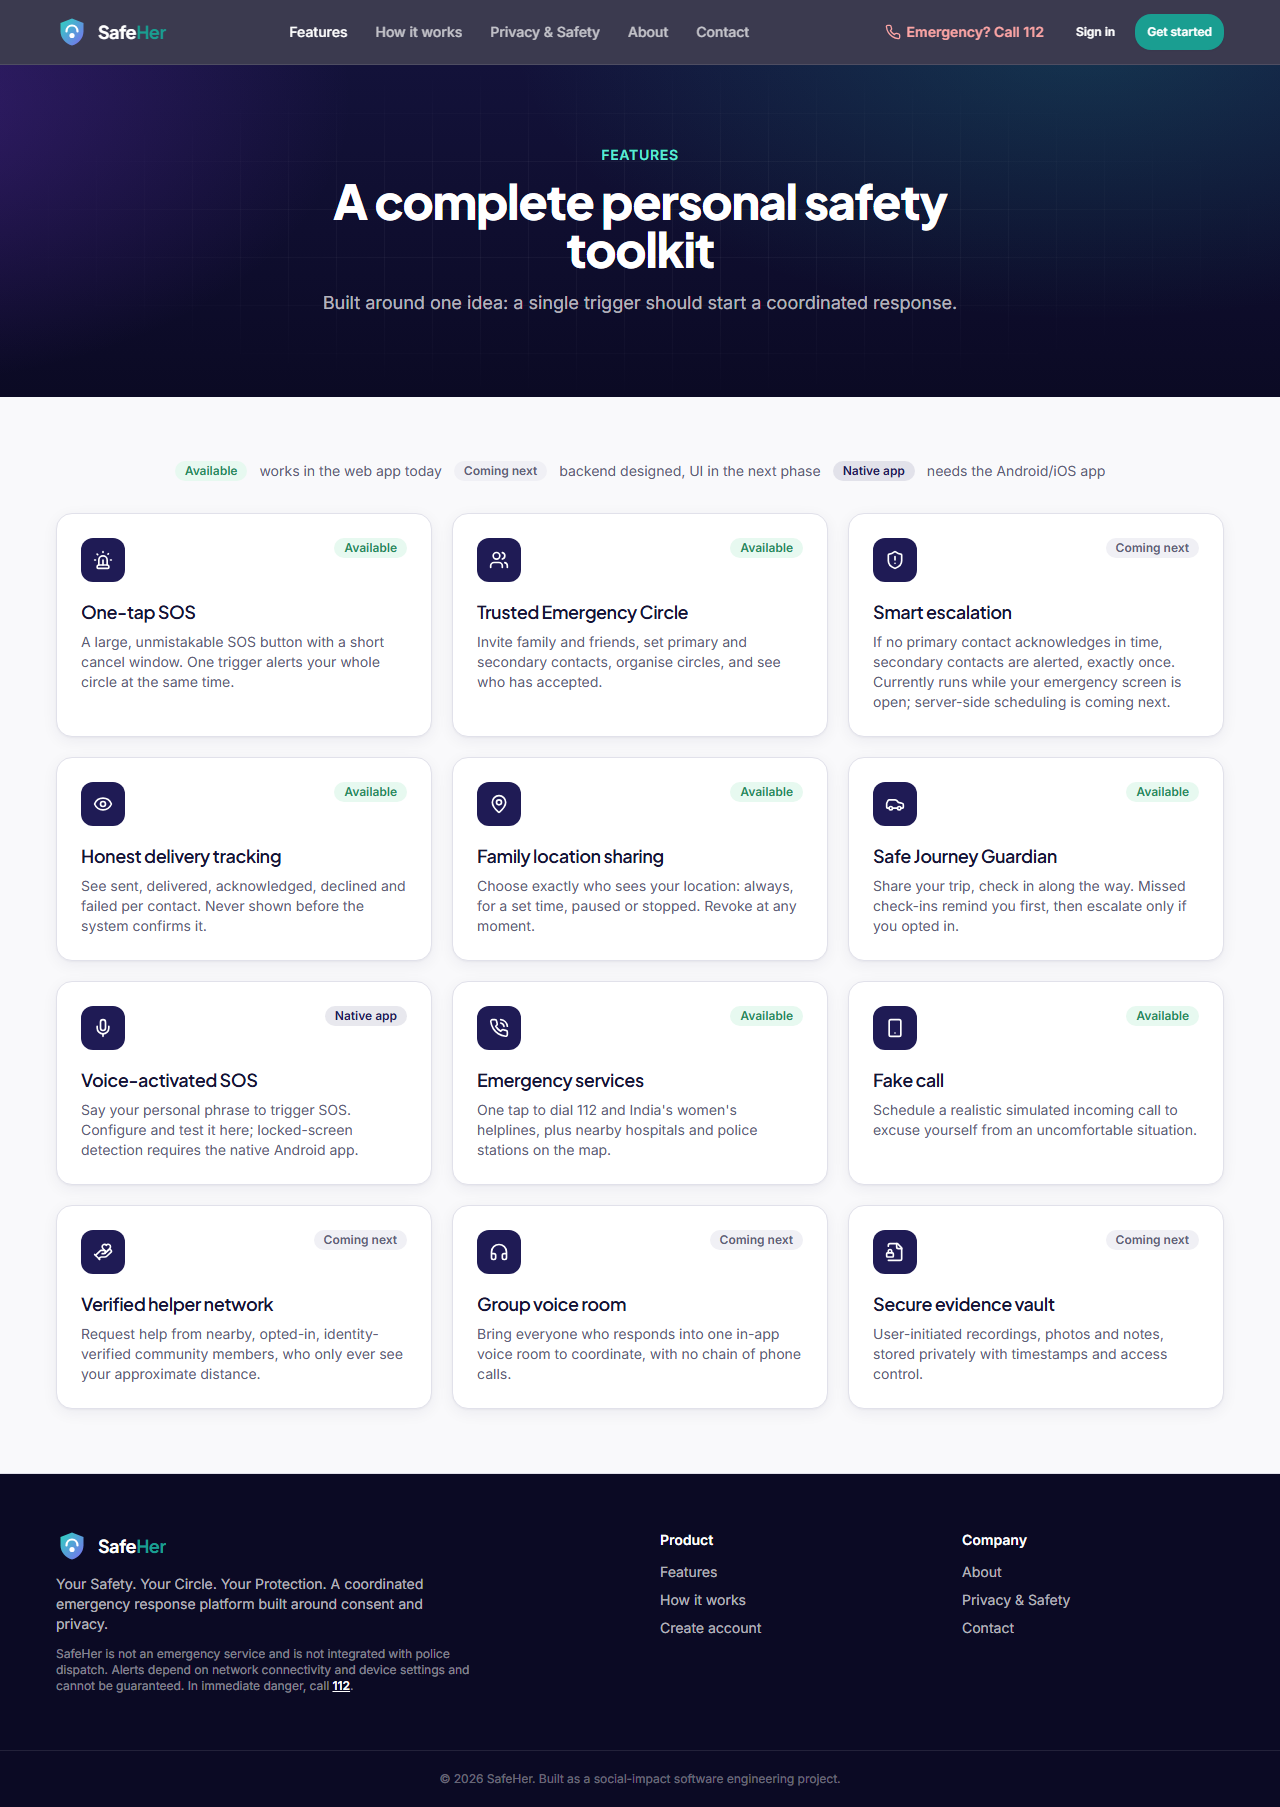 SafeHer
Features
How it works
Privacy & Safety
About
Contact
Emergency? Call 112
Sign in
Get started
FEATURES
A complete personal safety
toolkit
Built around one idea: a single trigger should start a coordinated response.
Available works in the web app today Coming next backend designed, UI in the next phase Native app needs the Android/iOS app
Available
One-tap SOS
A large, unmistakable SOS button with a short
cancel window. One trigger alerts your whole
circle at the same time.
Available
Trusted Emergency Circle
Invite family and friends, set primary and
secondary contacts, organise circles, and see
who has accepted.
Coming next
Smart escalation
If no primary contact acknowledges in time,
secondary contacts are alerted, exactly once.
Currently runs while your emergency screen is
open; server-side scheduling is coming next.
Available
Honest delivery tracking
See sent, delivered, acknowledged, declined and
failed per contact. Never shown before the
system confirms it.
Available
Family location sharing
Choose exactly who sees your location: always,
for a set time, paused or stopped. Revoke at any
moment.
Available
Safe Journey Guardian
Share your trip, check in along the way. Missed
check-ins remind you first, then escalate only if
you opted in.
Native app
Voice-activated SOS
Say your personal phrase to trigger SOS.
Configure and test it here; locked-screen
detection requires the native Android app.
Available
Emergency services
One tap to dial 112 and India's women's
helplines, plus nearby hospitals and police
stations on the map.
Available
Fake call
Schedule a realistic simulated incoming call to
excuse yourself from an uncomfortable situation.
Coming next
Verified helper network
Request help from nearby, opted-in, identity-
verified community members, who only ever see
your approximate distance.
Coming next
Group voice room
Bring everyone who responds into one in-app
voice room to coordinate, with no chain of phone
calls.
Coming next
Secure evidence vault
User-initiated recordings, photos and notes,
stored privately with timestamps and access
control.
SafeHer
Your Safety. Your Circle. Your Protection. A coordinated
emergency response platform built around consent and
privacy.
SafeHer is not an emergency service and is not integrated with police
dispatch. Alerts depend on network connectivity and device settings and
cannot be guaranteed. In immediate danger, call 112.
Product
Features
How it works
Create account
Company
About
Privacy & Safety
Contact
© 2026 SafeHer. Built as a social-impact software engineering project.